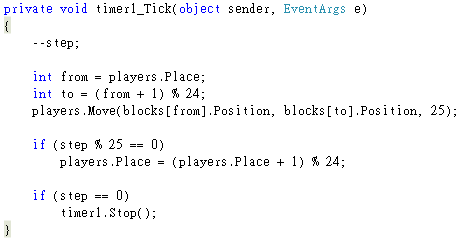 private void timer1_Tick(object sender, EventArgs e)
{
--step;
int from = players.Place;
int to = (from + 1) % 24;
players.Move(blocks[from].Position, blocks[to].Position, 25);
if (step % 25 == 0)
players.Place = (players.Place + 1) % 24;
if (step == 0)
timer1.Stop();
}